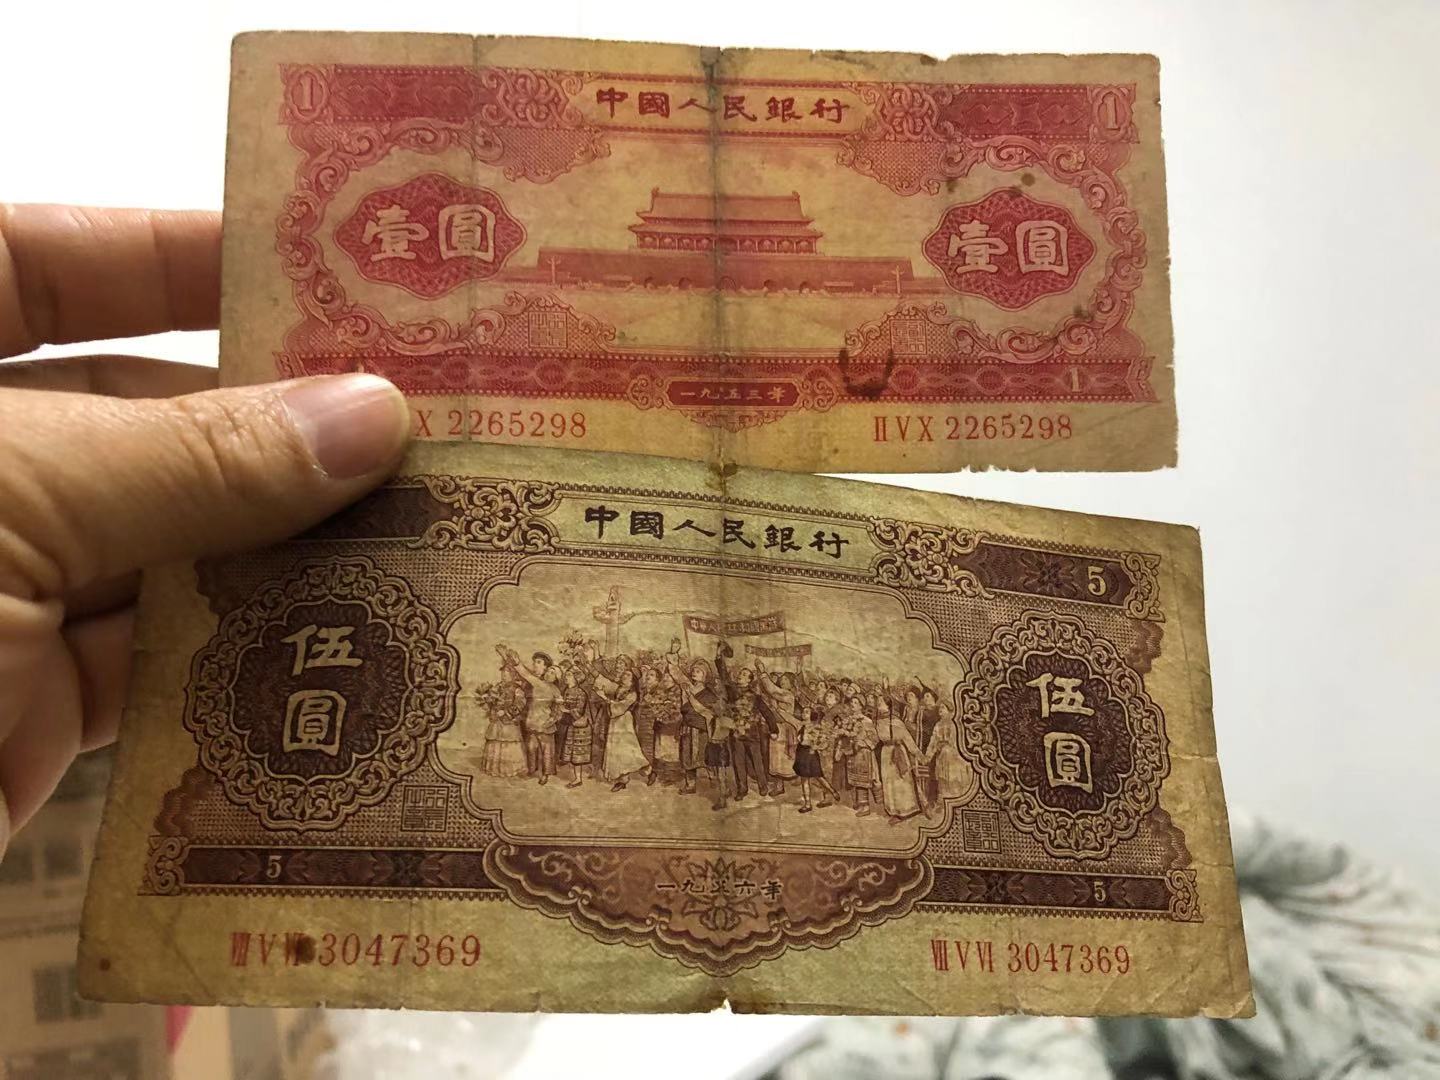 1 中國人民銀行 1
壹圓 壹圓
1
一九五三年
X 2265298 II V X 2265298
中國人民銀行
5
伍圓 伍圓
5 5
一九五六年
VIII V VI 3047369 VIII V VI 3047369